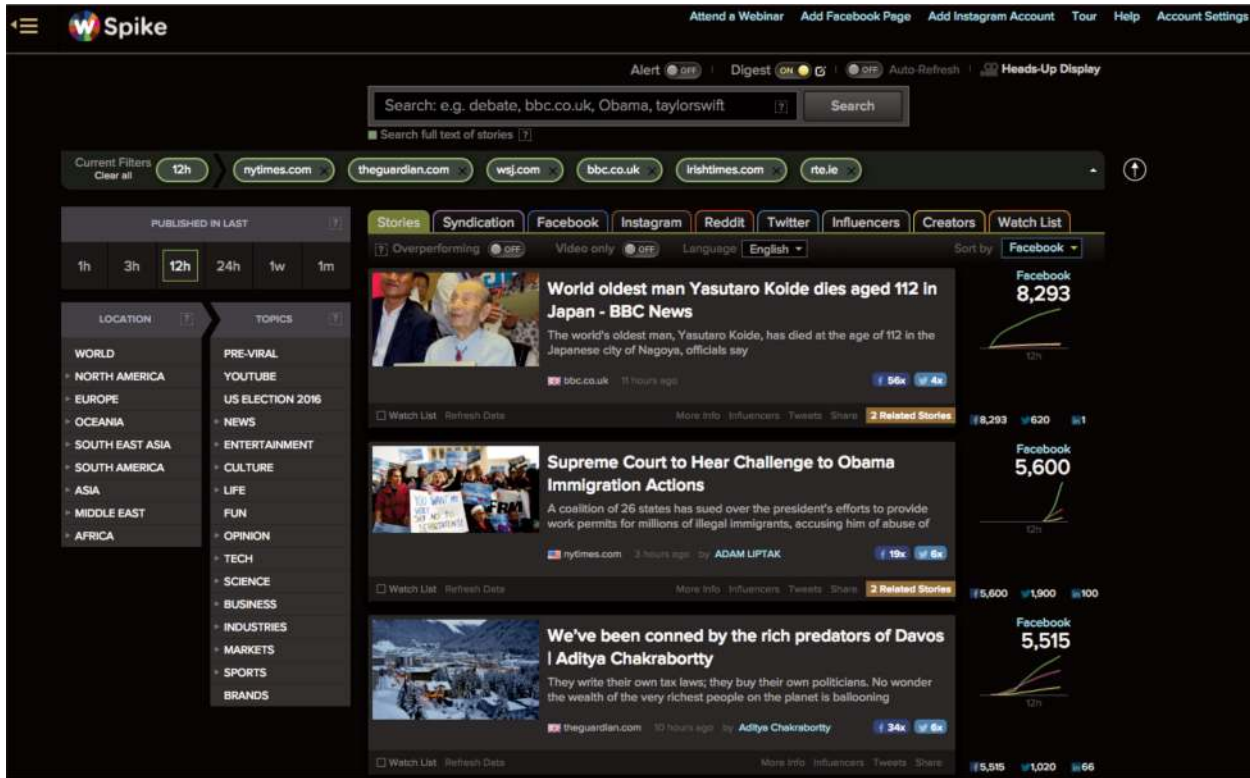 Spike
Attend a Webinar Add Facebook Page Add Instagram Account Tour Help Account Settings
Alert OFF Digest ON OFF Auto-Refresh Heads-Up Display
Search: e.g. debate, bbc.co.uk, Obama, taylorswift [?] Search
Search full text of stories [?]
Current Filters
Clear all
12h nytimes.com × theguardian.com × wsj.com × bbc.co.uk × irishtimes.com × rte.ie ×
PUBLISHED IN LAST [?]
1h 3h 12h 24h 1w 1m
LOCATION [?]
WORLD
NORTH AMERICA
EUROPE
OCEANIA
SOUTH EAST ASIA
SOUTH AMERICA
ASIA
MIDDLE EAST
AFRICA
TOPICS [?]
PRE-VIRAL
YOUTUBE
US ELECTION 2016
NEWS
ENTERTAINMENT
CULTURE
LIFE
FUN
OPINION
TECH
SCIENCE
BUSINESS
INDUSTRIES
MARKETS
SPORTS
BRANDS
Stories Syndication Facebook Instagram Reddit Twitter Influencers Creators Watch List
[?] Overperforming OFF Video only OFF Language English Sort by Facebook
World oldest man Yasutaro Koide dies aged 112 in
Japan - BBC News
The world's oldest man, Yasutaro Koide, has died at the age of 112 in the
Japanese city of Nagoya, officials say
bbc.co.uk 11 hours ago 56x 4x
Watch List Refresh Data More Info Influencers Tweets Share 2 Related Stories
Facebook
8,293
12h
8,293 620 1
Supreme Court to Hear Challenge to Obama
Immigration Actions
A coalition of 26 states has sued over the president's efforts to provide
work permits for millions of illegal immigrants, accusing him of abuse of
nytimes.com 3 hours ago by ADAM LIPTAK 19x 6x
Watch List Refresh Data More Info Influencers Tweets Share 2 Related Stories
Facebook
5,600
12h
5,600 1,900 100
We've been conned by the rich predators of Davos
| Aditya Chakrabortty
They write their own tax laws; they buy their own politicians. No wonder
the wealth of the very richest people on the planet is ballooning
theguardian.com 10 hours ago by Aditya Chakrabortty 34x 6x
Watch List Refresh Data More Info Influencers Tweets Share
Facebook
5,515
12h
5,515 1,020 66